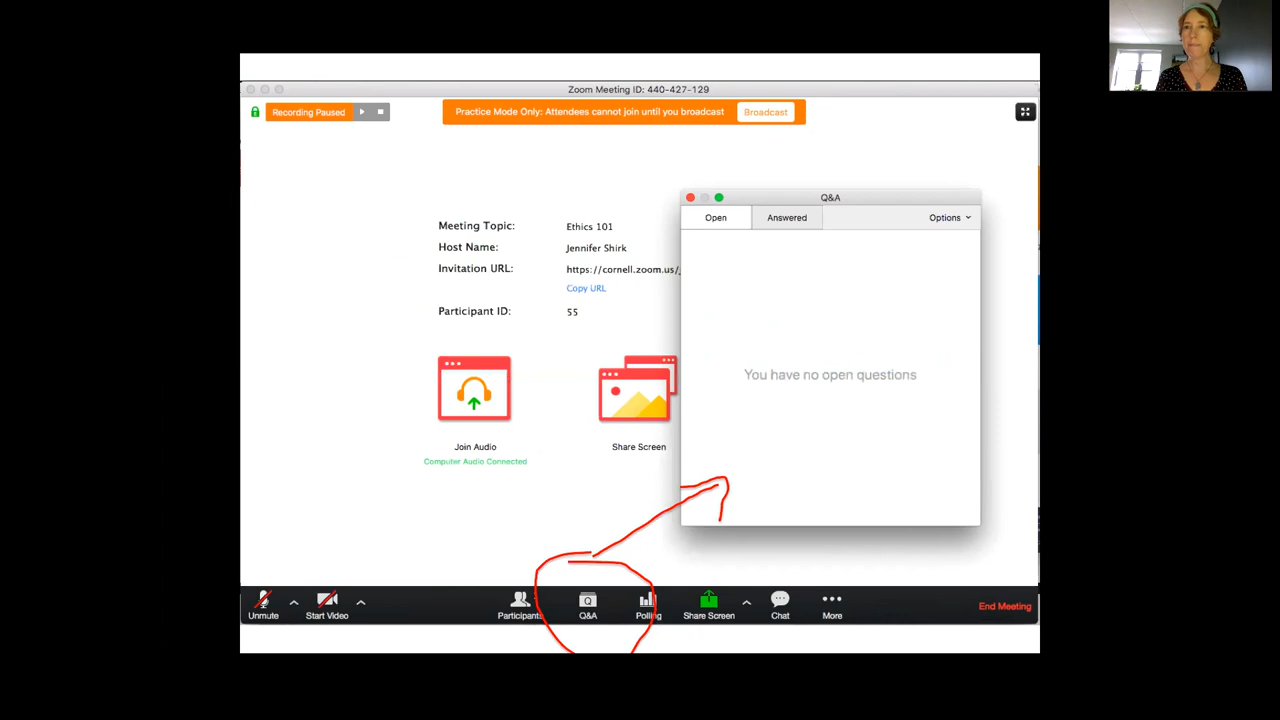 Zoom Meeting ID: 440-427-129
Recording Paused
Practice Mode Only: Attendees cannot join until you broadcast
Broadcast
Q&A
Open
Answered
Options
Meeting Topic:
Ethics 101
Host Name:
Jennifer Shirk
Invitation URL:
https://cornell.zoom.us/
Copy URL
Participant ID:
55
You have no open questions
Join Audio
Computer Audio Connected
Share Screen
Unmute
Start Video
Participants
Q
Q&A
Polling
Share Screen
Chat
More
End Meeting